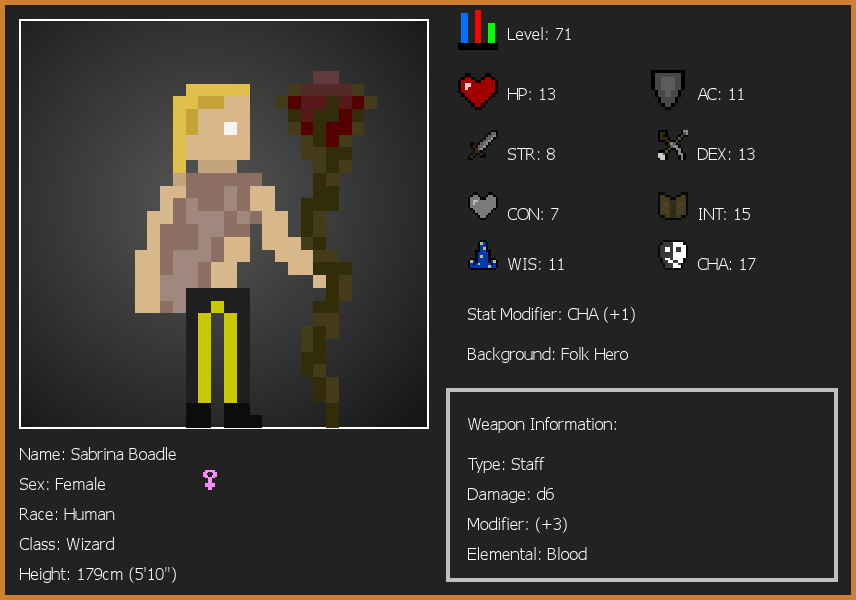 Level: 71
HP: 13
AC: 11
STR: 8
DEX: 13
CON: 7
INT: 15
WIS: 11
CHA: 17
Stat Modifier: CHA (+1)
Background: Folk Hero
Weapon Information:
Type: Staff
Damage: d6
Modifier: (+3)
Elemental: Blood
Name: Sabrina Boadle
Sex: Female
Race: Human
Class: Wizard
Height: 179cm (5'10")